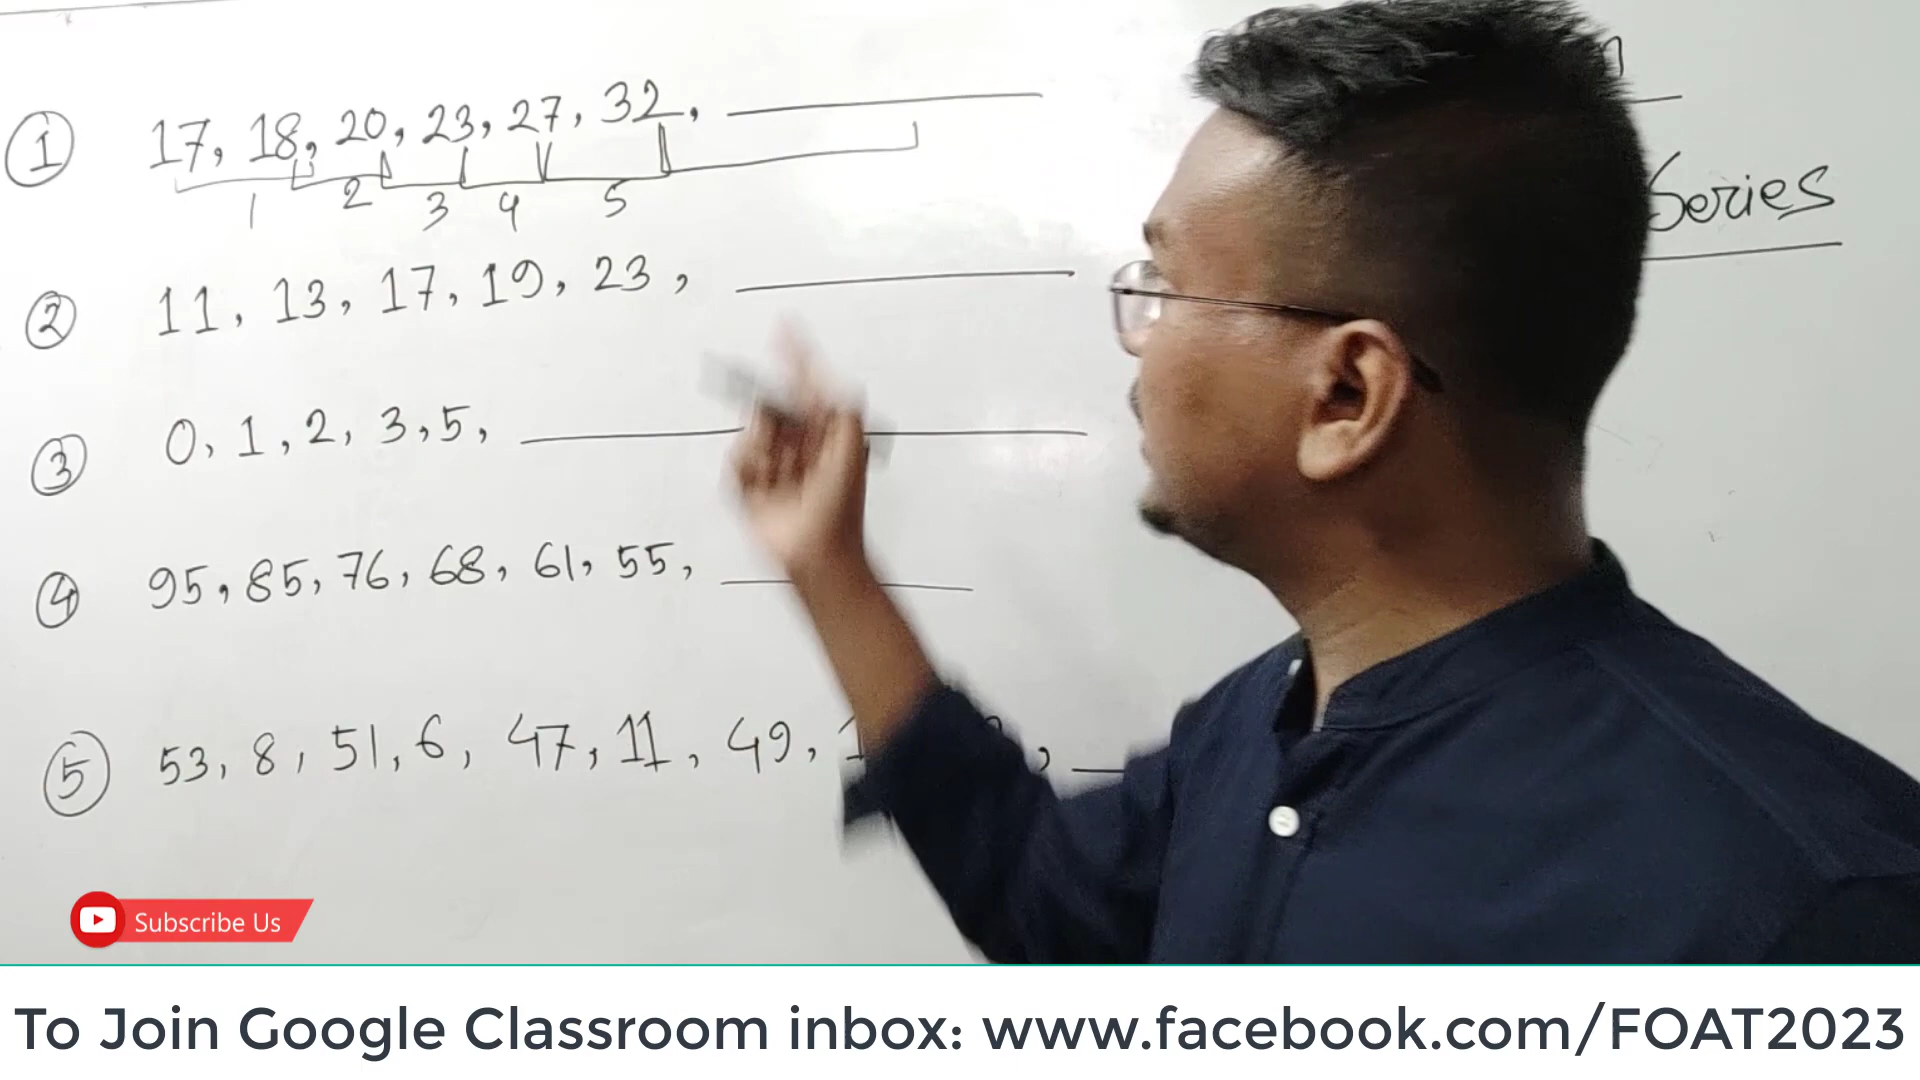 ① 17, 18, 20, 23, 27, 32,
1 2 3 4 5
Series
② 11, 13, 17, 19, 23,
③ 0, 1, 2, 3, 5,
④ 95, 85, 76, 68, 61, 55,
⑤ 53, 8, 51, 6, 47, 11, 49,
Subscribe Us
To Join Google Classroom inbox: www.facebook.com/FOAT2023